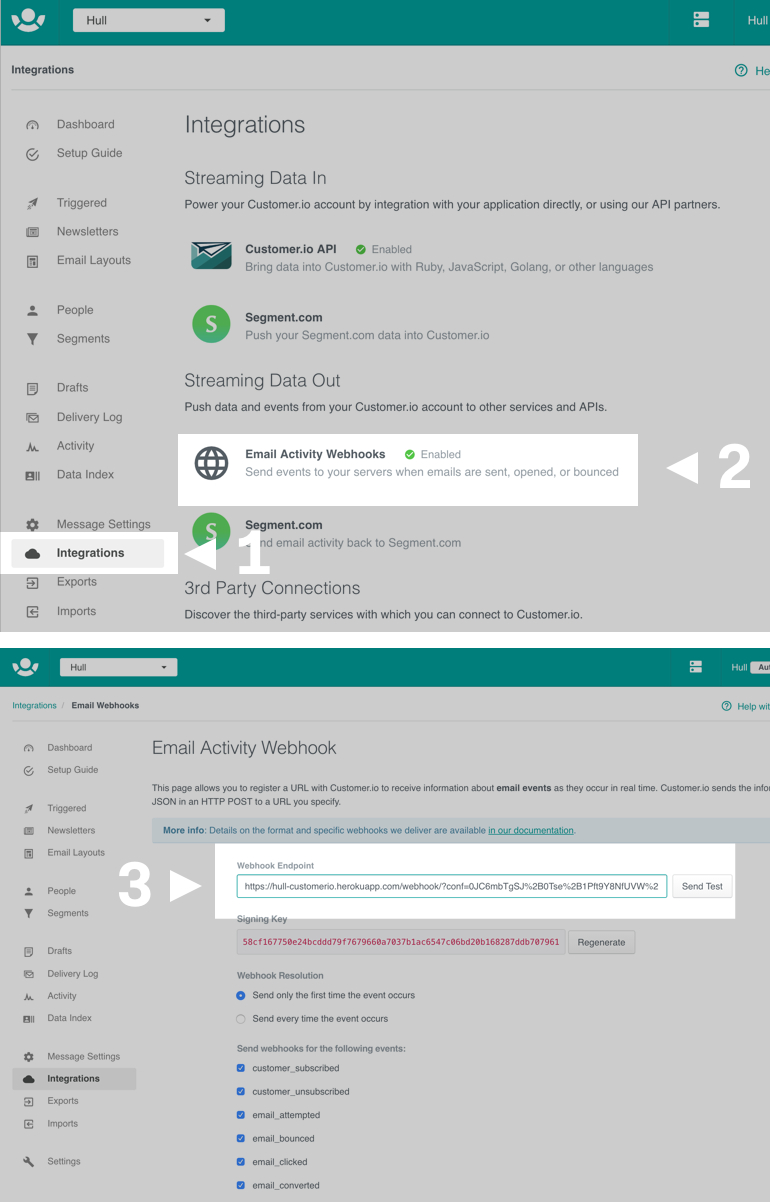 Hull
Hull
Integrations
He
Dashboard
Setup Guide
Triggered
Newsletters
Email Layouts
People
Segments
Drafts
Delivery Log
Activity
Data Index
Message Settings
Integrations
Exports
Imports
Integrations
Streaming Data In
Power your Customer.io account by integration with your application directly, or using our API partners.
Customer.io API Enabled
Bring data into Customer.io with Ruby, JavaScript, Golang, or other languages
S
Segment.com
Push your Segment.com data into Customer.io
Streaming Data Out
Push data and events from your Customer.io account to other services and APIs.
Email Activity Webhooks Enabled
Send events to your servers when emails are sent, opened, or bounced
2
S
Segment.com
Send email activity back to Segment.com
1
3rd Party Connections
Discover the third-party services with which you can connect to Customer.io.
Hull
Hull Aut
Integrations / Email Webhooks
Help wit
Dashboard
Setup Guide
Triggered
Newsletters
Email Layouts
People
Segments
Drafts
Delivery Log
Activity
Data Index
Message Settings
Integrations
Exports
Imports
Settings
Email Activity Webhook
This page allows you to register a URL with Customer.io to receive information about email events as they occur in real time. Customer.io sends the infor
JSON in an HTTP POST to a URL you specify.
More info: Details on the format and specific webhooks we deliver are available in our documentation.
3
Webhook Endpoint
https://hull-customerio.herokuapp.com/webhook/?conf=0JC6mbTgSJ%2B0Tse%2B1Pft9Y8NfUVW%2 Send Test
Signing Key
58cf167750e24bcddd79f7679660a7037b1ac6547c06bd20b168287ddb707961 Regenerate
Webhook Resolution
Send only the first time the event occurs
Send every time the event occurs
Send webhooks for the following events:
customer_subscribed
customer_unsubscribed
email_attempted
email_bounced
email_clicked
email_converted